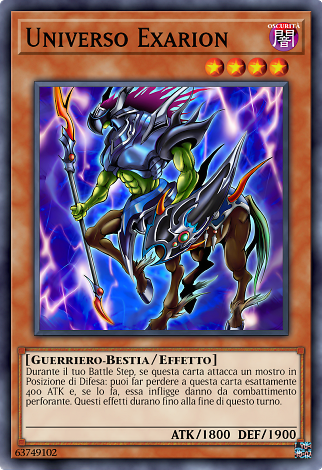 Universo Exarion
OSCURITÀ
闇
[Guerriero-Bestia/Effetto]
Durante il tuo Battle Step, se questa carta attacca un mostro in
Posizione di Difesa: puoi far perdere a questa carta esattamente
400 ATK e, se lo fa, essa infligge danno da combattimento
perforante. Questi effetti durano fino alla fine di questo turno.
ATK/1800 DEF/1900
63749102